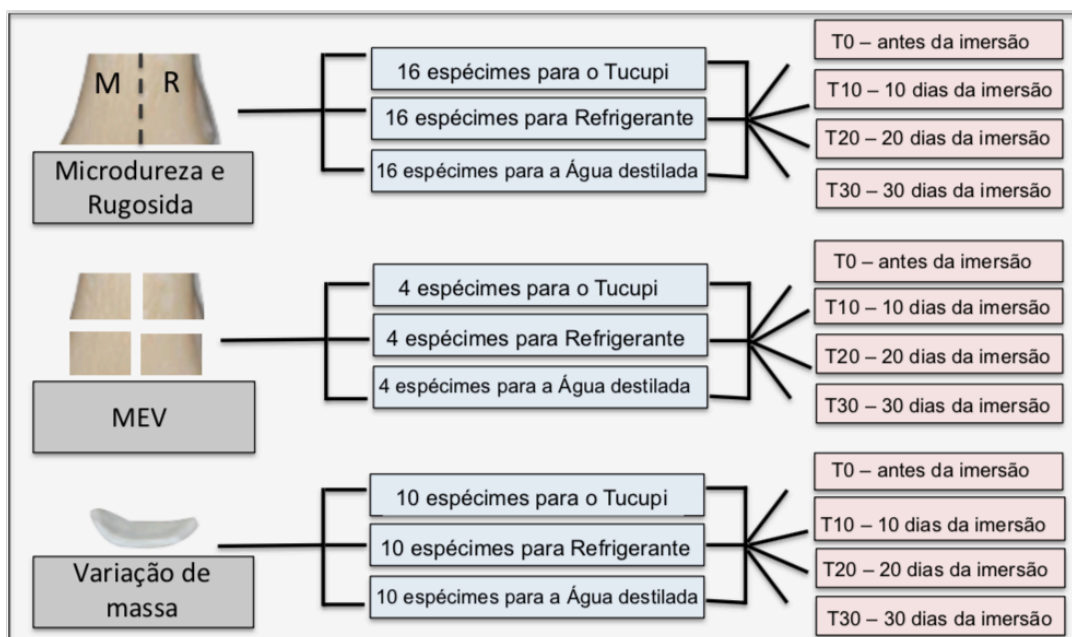 M R
Microdureza e
Rugosida
16 espécimes para o Tucupi
16 espécimes para Refrigerante
16 espécimes para a Água destilada
T0 – antes da imersão
T10 – 10 dias da imersão
T20 – 20 dias da imersão
T30 – 30 dias da imersão
MEV
4 espécimes para o Tucupi
4 espécimes para Refrigerante
4 espécimes para a Água destilada
T0 – antes da imersão
T10 – 10 dias da imersão
T20 – 20 dias da imersão
T30 – 30 dias da imersão
Variação de
massa
10 espécimes para o Tucupi
10 espécimes para Refrigerante
10 espécimes para a Água destilada
T0 – antes da imersão
T10 – 10 dias da imersão
T20 – 20 dias da imersão
T30 – 30 dias da imersão